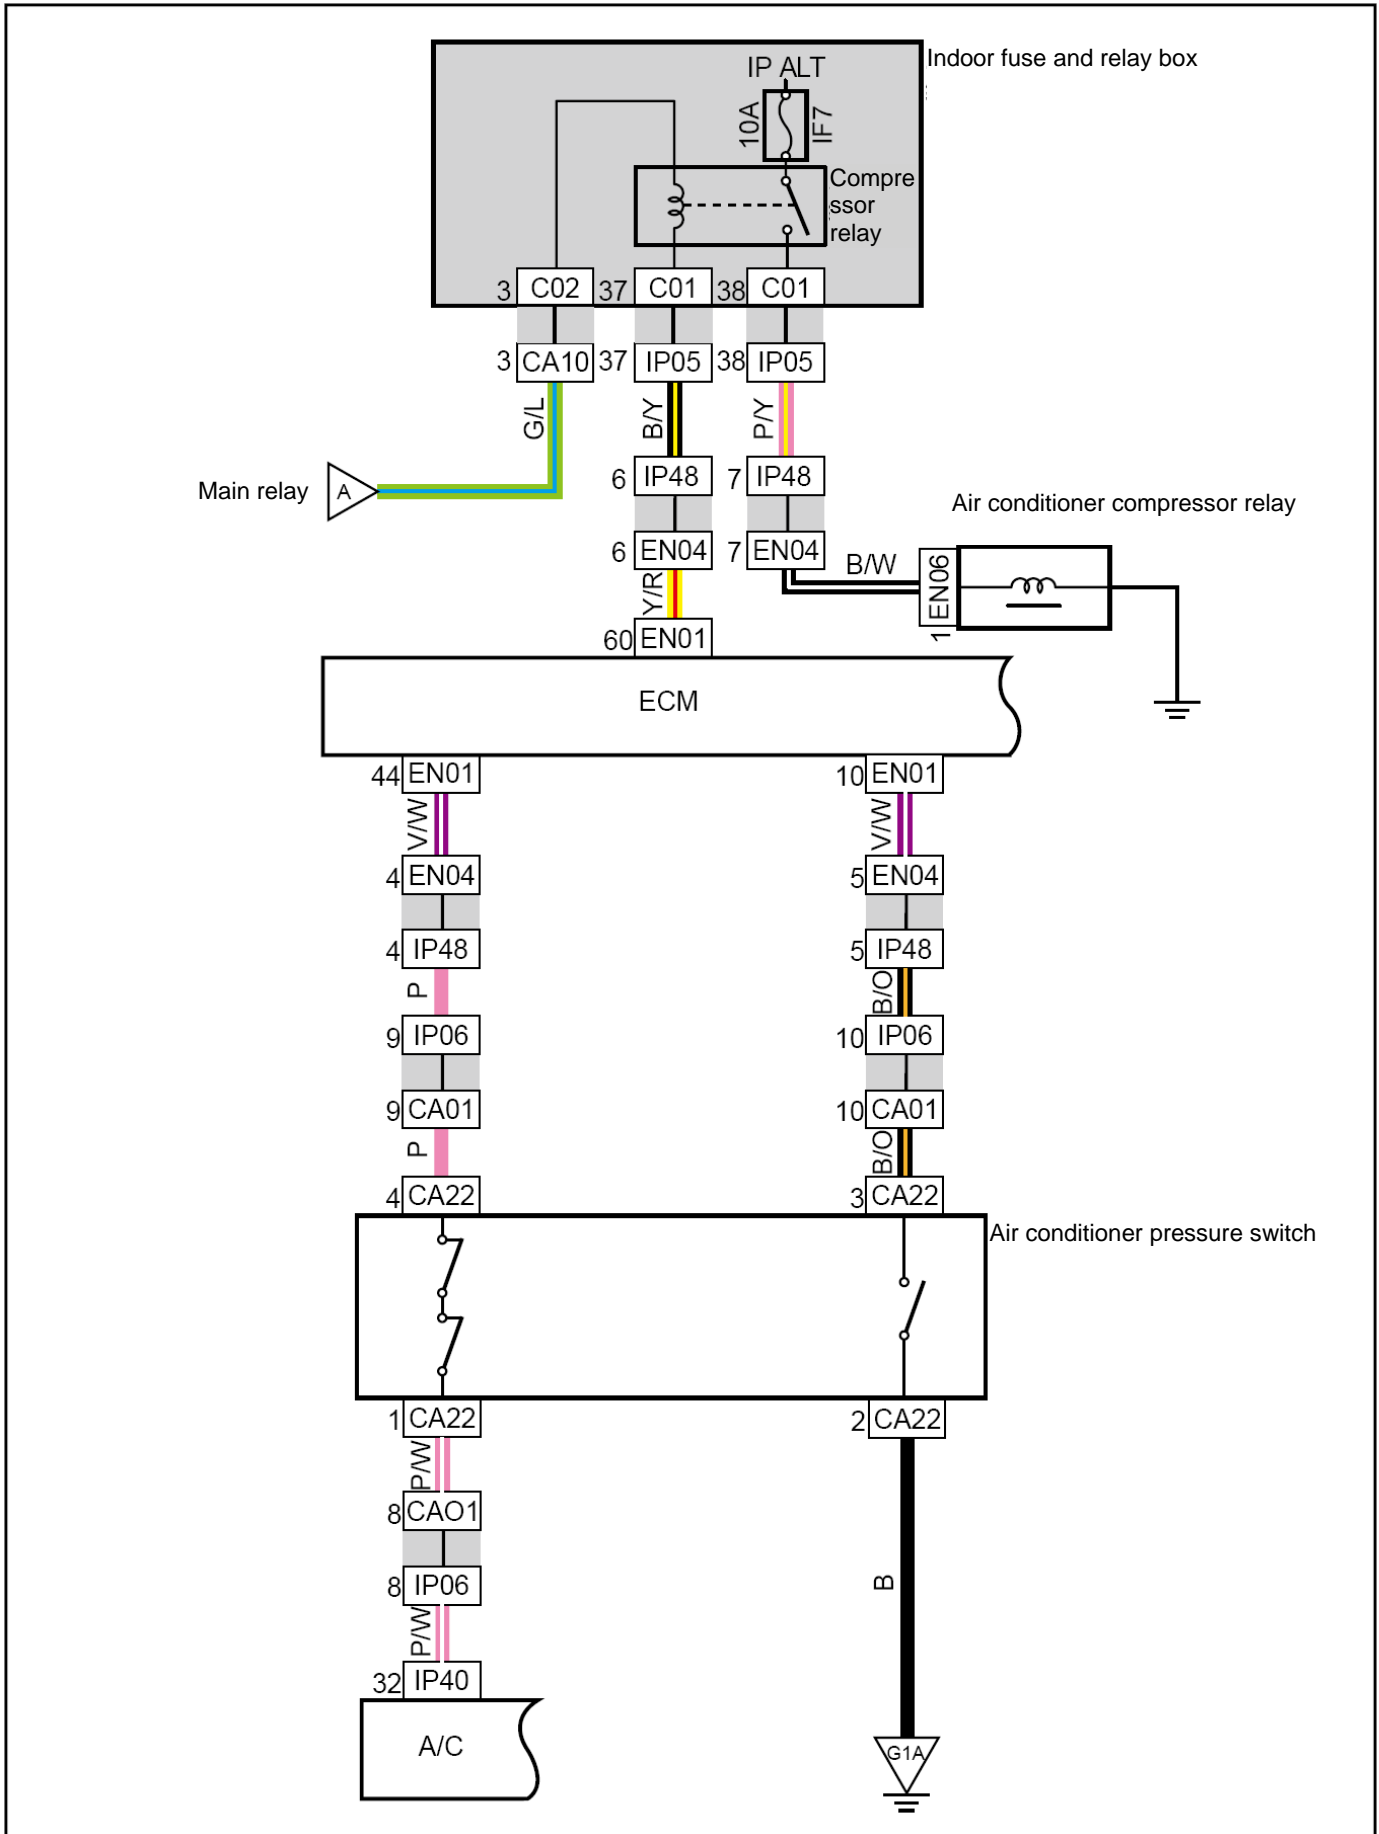 Indoor fuse and relay box
IP ALT
10A
IF7
Compre
ssor
relay
3 C02 37 C01 38 C01
3 CA10 37 IP05 38 IP05
G/L
B/Y
P/Y
6 IP48 7 IP48
Main relay A
Air conditioner compressor relay
6 EN04 7 EN04
B/W
1 EN06
Y/R
60 EN01
ECM
44 EN01 10 EN01
V/W V/W
4 EN04 5 EN04
4 IP48 5 IP48
P B/O
9 IP06 10 IP06
9 CA01 10 CA01
P B/O
4 CA22 3 CA22
Air conditioner pressure switch
1 CA22 2 CA22
P/W
8 CAO1
8 IP06
B
P/W
32 IP40
A/C
G1A